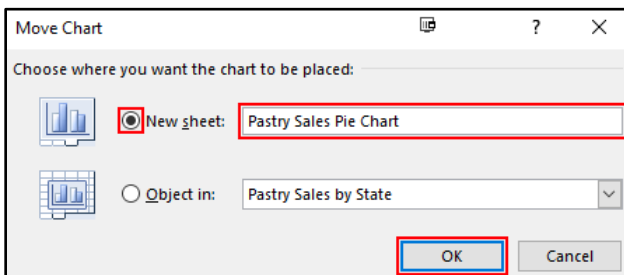 Move Chart ?
Choose where you want the chart to be placed:
New sheet: Pastry Sales Pie Chart
Object in: Pastry Sales by State
OK Cancel